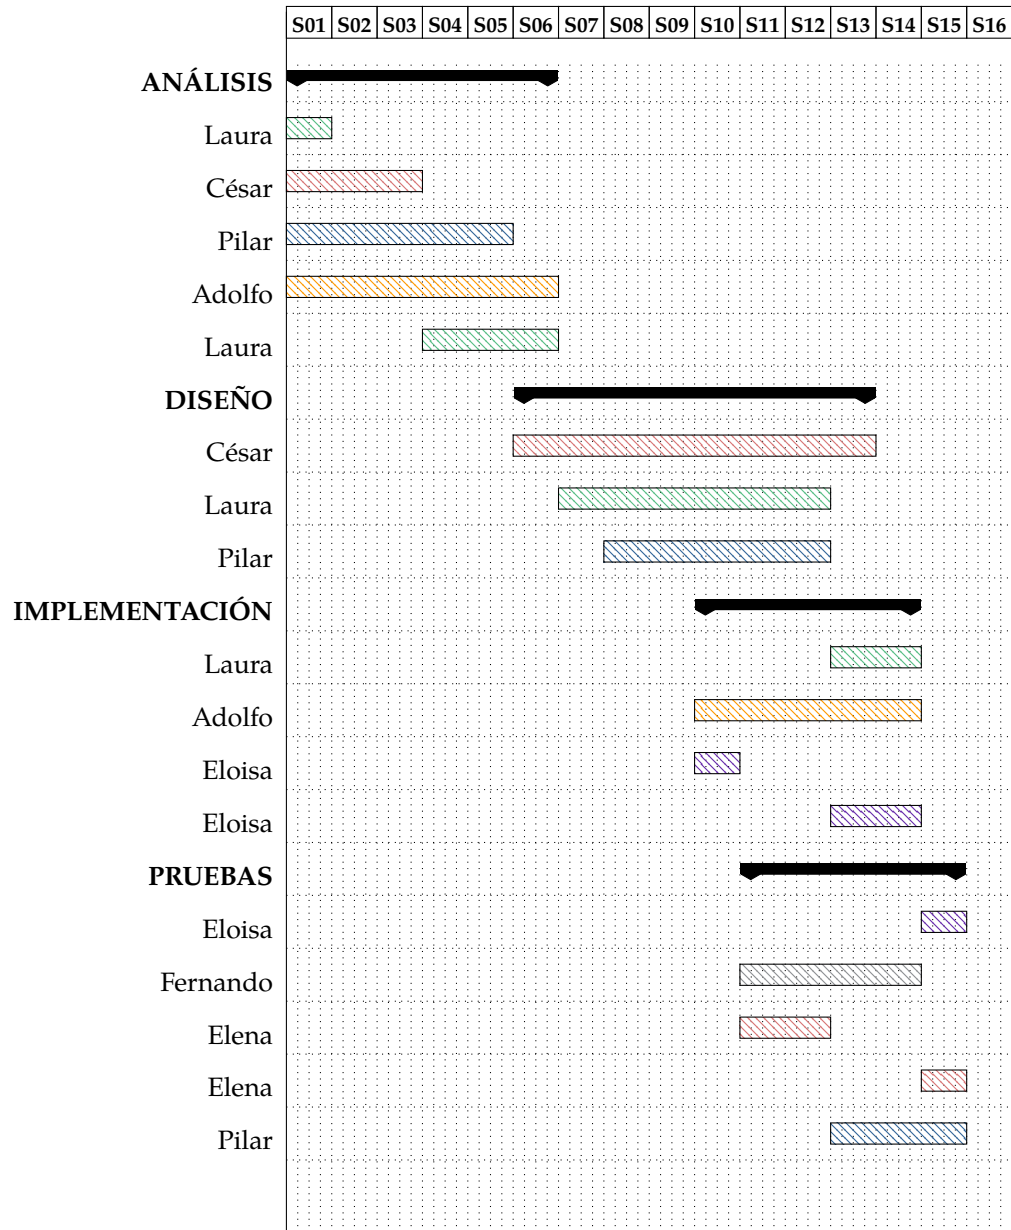 S01 S02 S03 S04 S05 S06 S07 S08 S09 S10 S11 S12 S13 S14 S15 S16
ANÁLISIS
Laura
César
Pilar
Adolfo
Laura
DISEÑO
César
Laura
Pilar
IMPLEMENTACIÓN
Laura
Adolfo
Eloisa
Eloisa
PRUEBAS
Eloisa
Fernando
Elena
Elena
Pilar